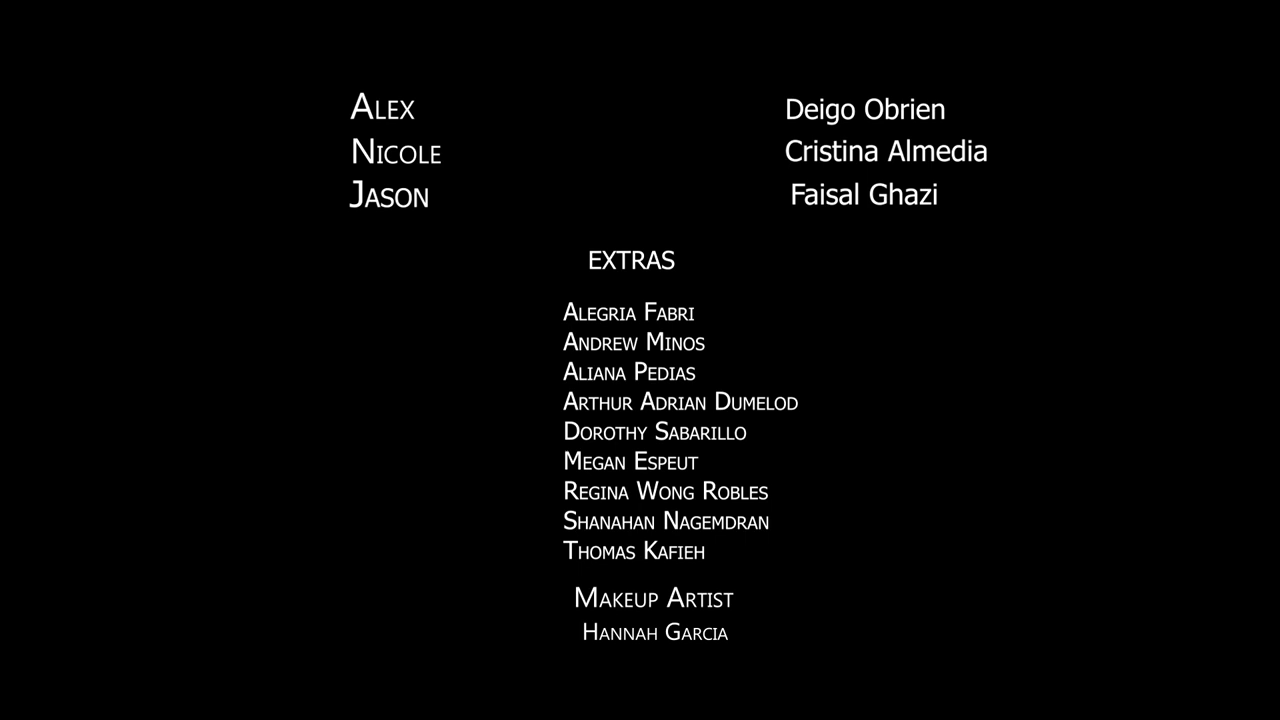 Alex Deigo Obrien
Nicole Cristina Almedia
Jason Faisal Ghazi
EXTRAS
Alegria Fabri
Andrew Minos
Aliana Pedias
Arthur Adrian Dumelod
Dorothy Sabarillo
Megan Espeut
Regina Wong Robles
Shanahan Nagemdran
Thomas Kafieh
Makeup Artist
Hannah Garcia